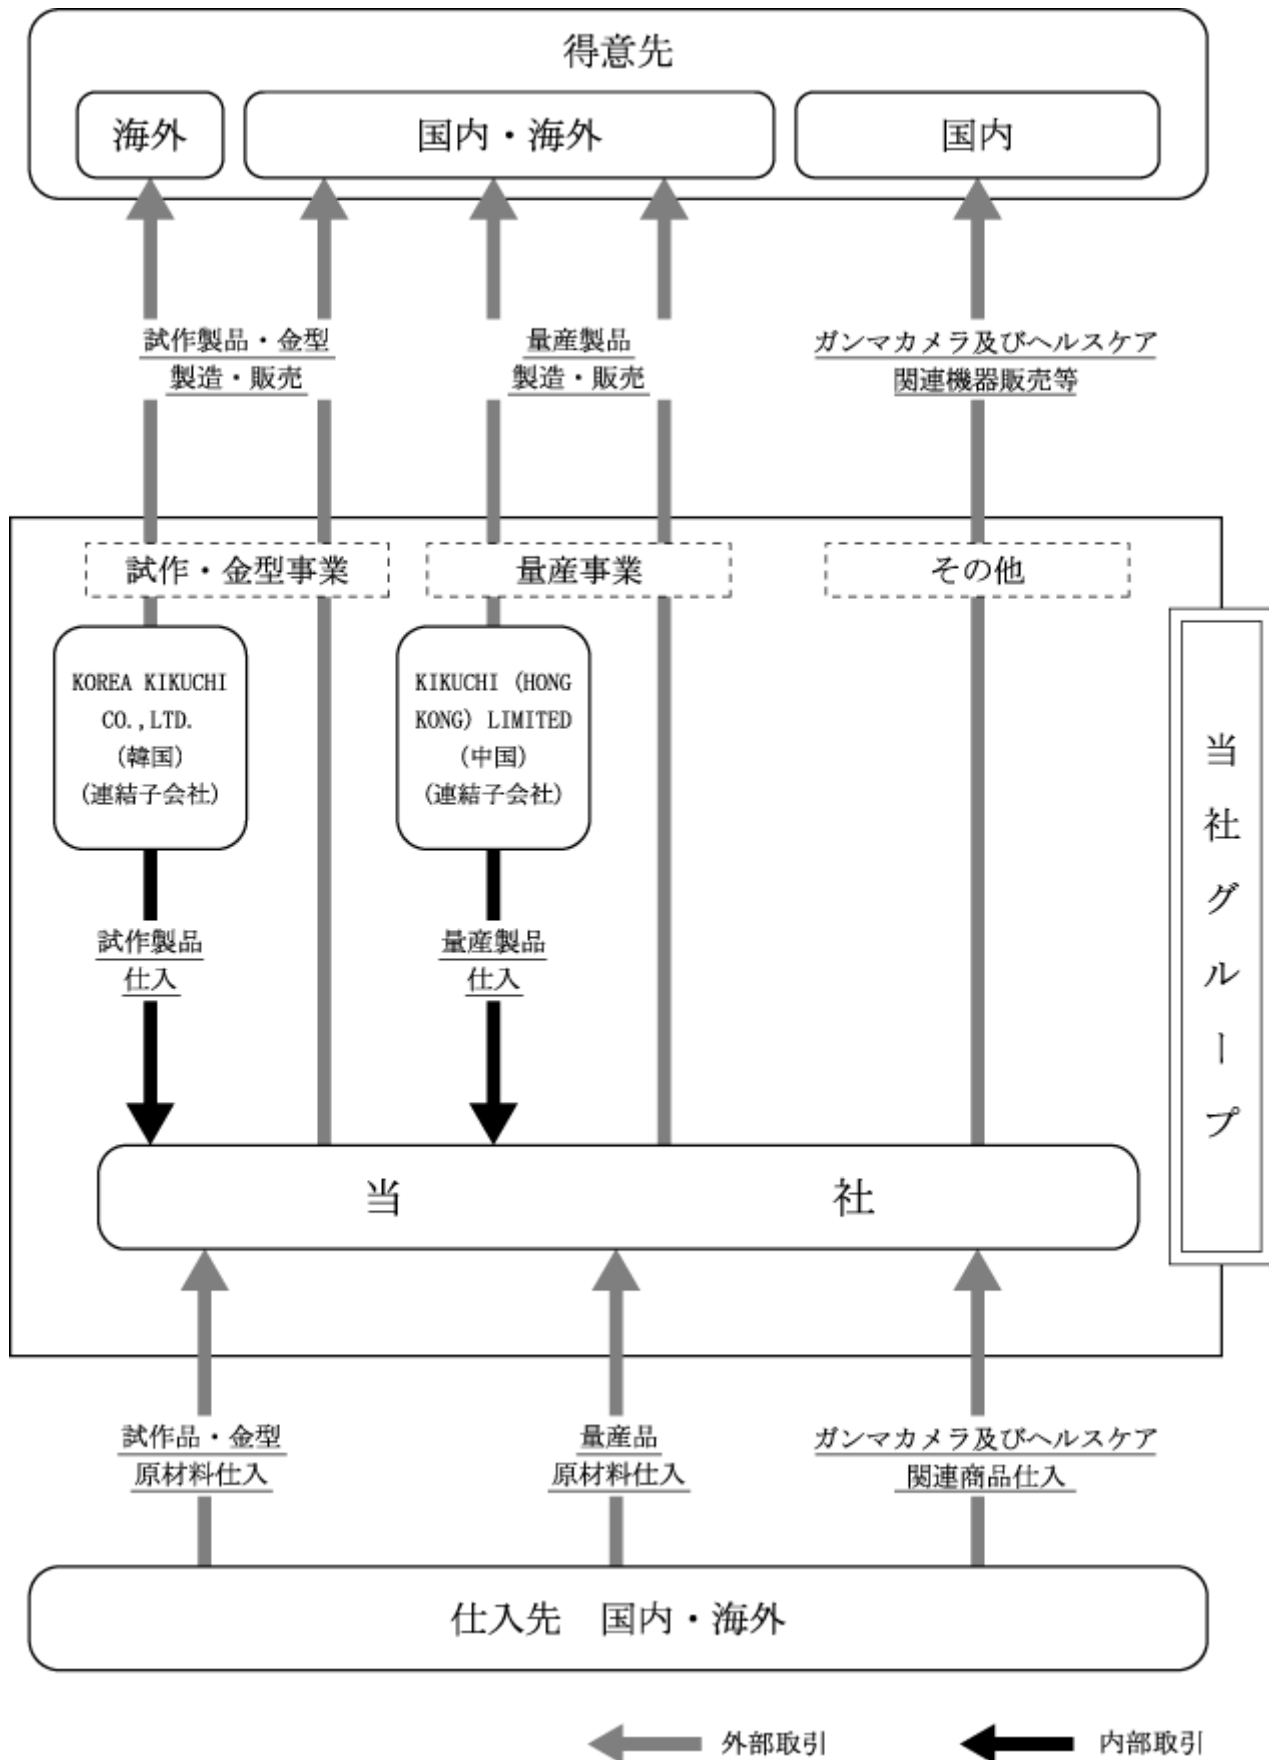 得意先
海外
国内・海外
国内
試作製品・金型
製造・販売
量産製品
製造・販売
ガンマカメラ及びヘルスケア
関連機器販売等
試作・金型事業
量産事業
その他
KOREA KIKUCHI
CO.,LTD.
(韓国)
(連結子会社)
KIKUCHI (HONG
KONG) LIMITED
(中国)
(連結子会社)
当社グループ
試作製品
仕入
量産製品
仕入
当社
試作品・金型
原材料仕入
量産品
原材料仕入
ガンマカメラ及びヘルスケア
関連商品仕入
仕入先　国内・海外
外部取引
内部取引